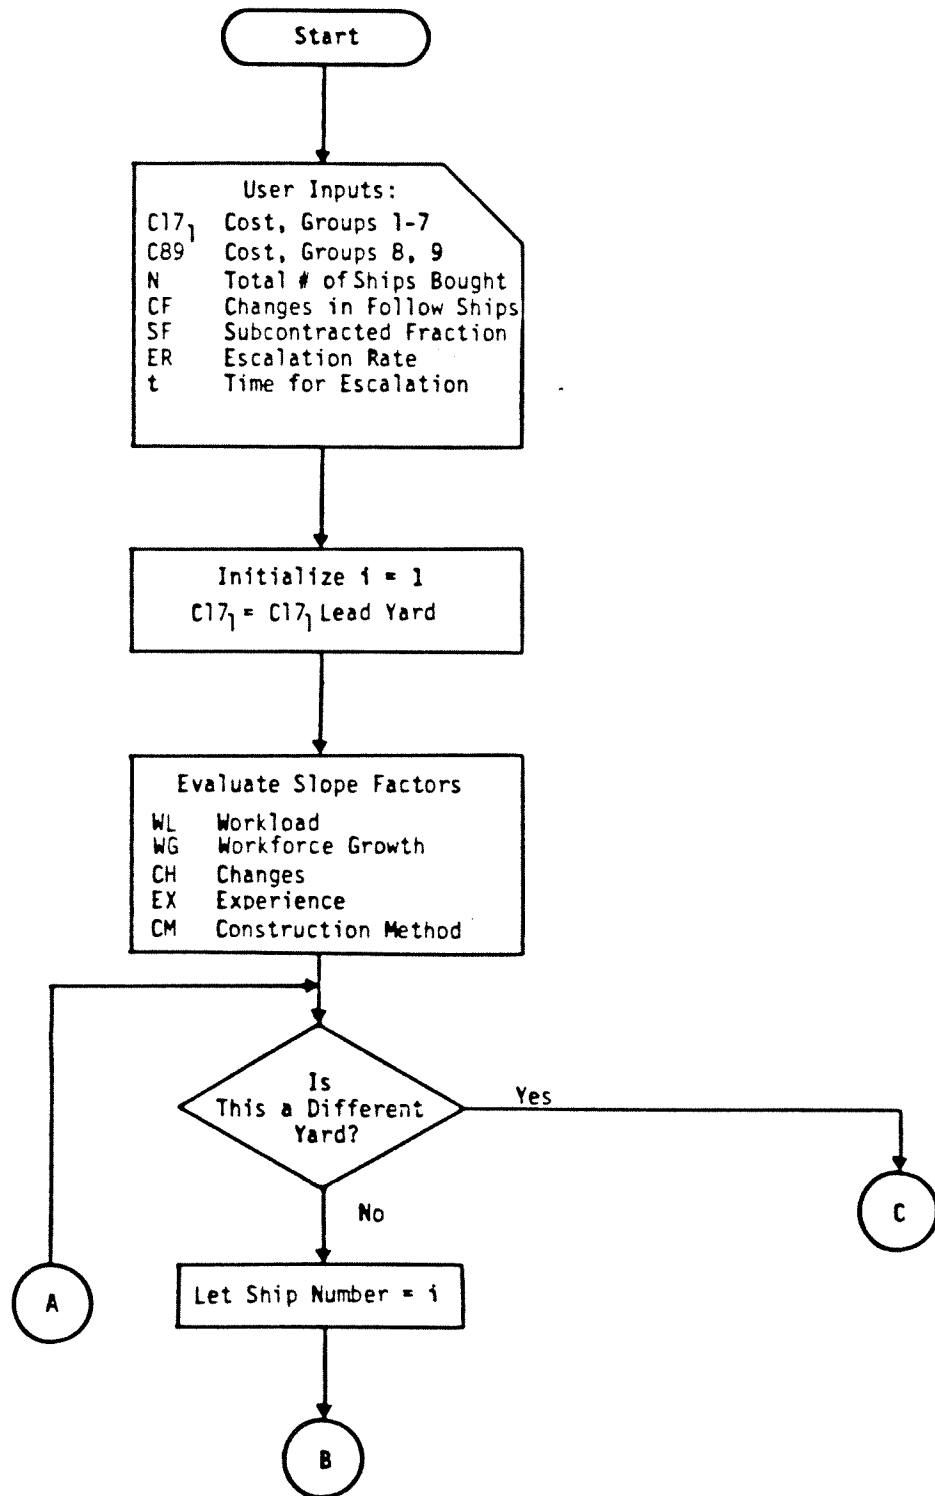 Start
User Inputs:
C17₁ Cost, Groups 1-7
C89 Cost, Groups 8, 9
N Total # of Ships Bought
CF Changes in Follow Ships
SF Subcontracted Fraction
ER Escalation Rate
t Time for Escalation
Initialize i = 1
C17₁ = C17₁ Lead Yard
Evaluate Slope Factors
WL Workload
WG Workforce Growth
CH Changes
EX Experience
CM Construction Method
Is
This a Different
Yard?
Yes
No
C
A
Let Ship Number = i
B